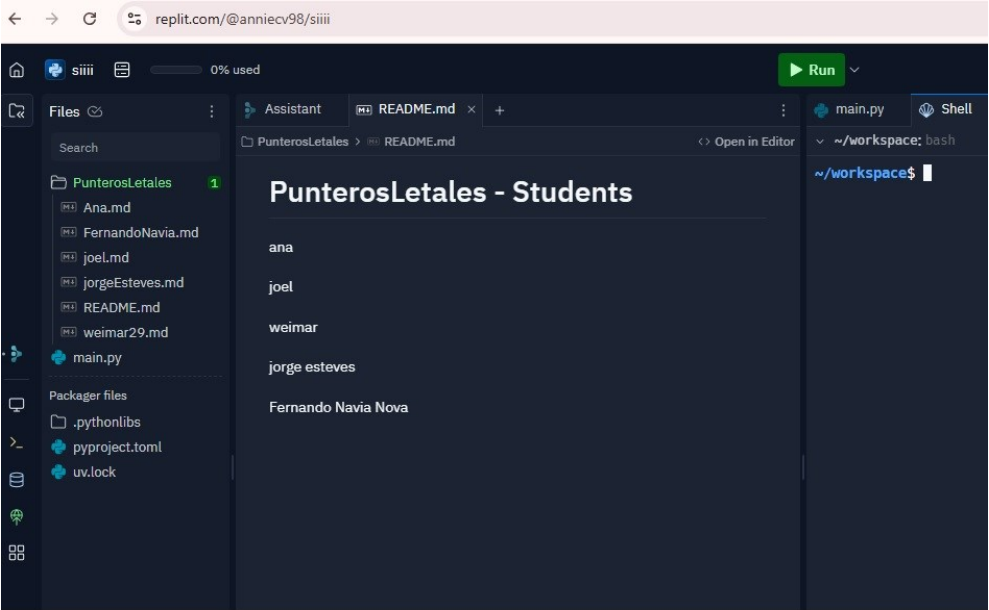 replit.com/@anniecv98/siiii
siiii
0% used
Run
Files
Search
PunterosLetales 1
Ana.md
FernandoNavia.md
joel.md
jorgeEsteves.md
README.md
weimar29.md
main.py
Packager files
.pythonlibs
pyproject.toml
uv.lock
Assistant
README.md
PunterosLetales > README.md
Open in Editor
PunterosLetales - Students
ana
joel
weimar
jorge esteves
Fernando Navia Nova
main.py
Shell
~/workspace: bash
~/workspace$